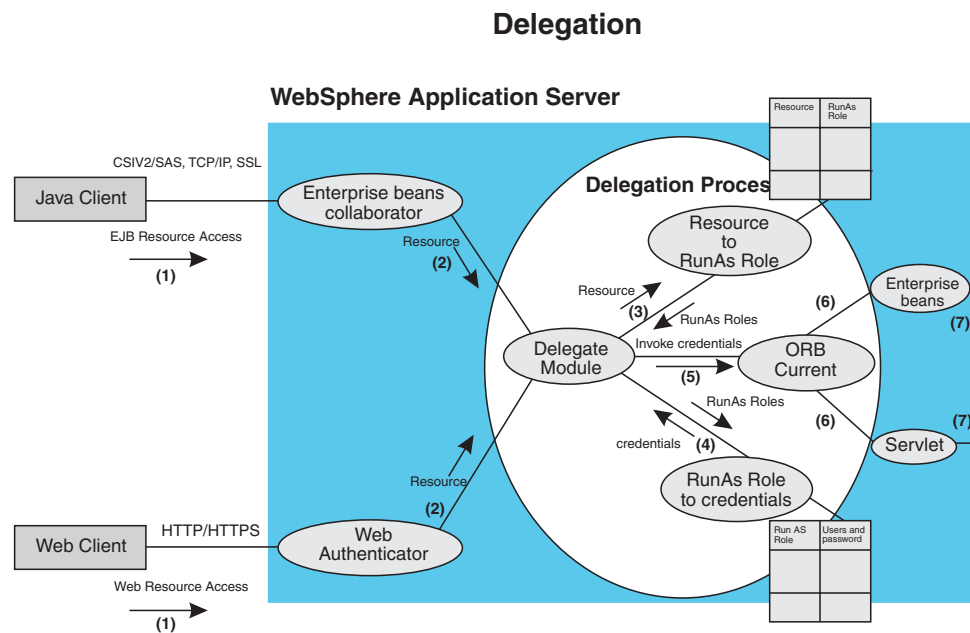 Delegation
WebSphere Application Server
Resource
RunAs
Role
CSIV2/SAS, TCP/IP, SSL
Java Client
Enterprise beans
collaborator
Delegation Proces
EJB Resource Access
(1)
Resource
(2)
Resource
to
RunAs Role
Resource
(3)
RunAs Roles
Enterprise
beans
(6)
(7)
Delegate
Module
Invoke credentials
(5)
ORB
Current
RunAs Roles
(6)
(7)
credentials
(4)
Servlet
Resource
(2)
RunAs Role
to credentials
HTTP/HTTPS
Web Client
Web
Authenticator
Run AS
Role
Users and
password
Web Resource Access
(1)